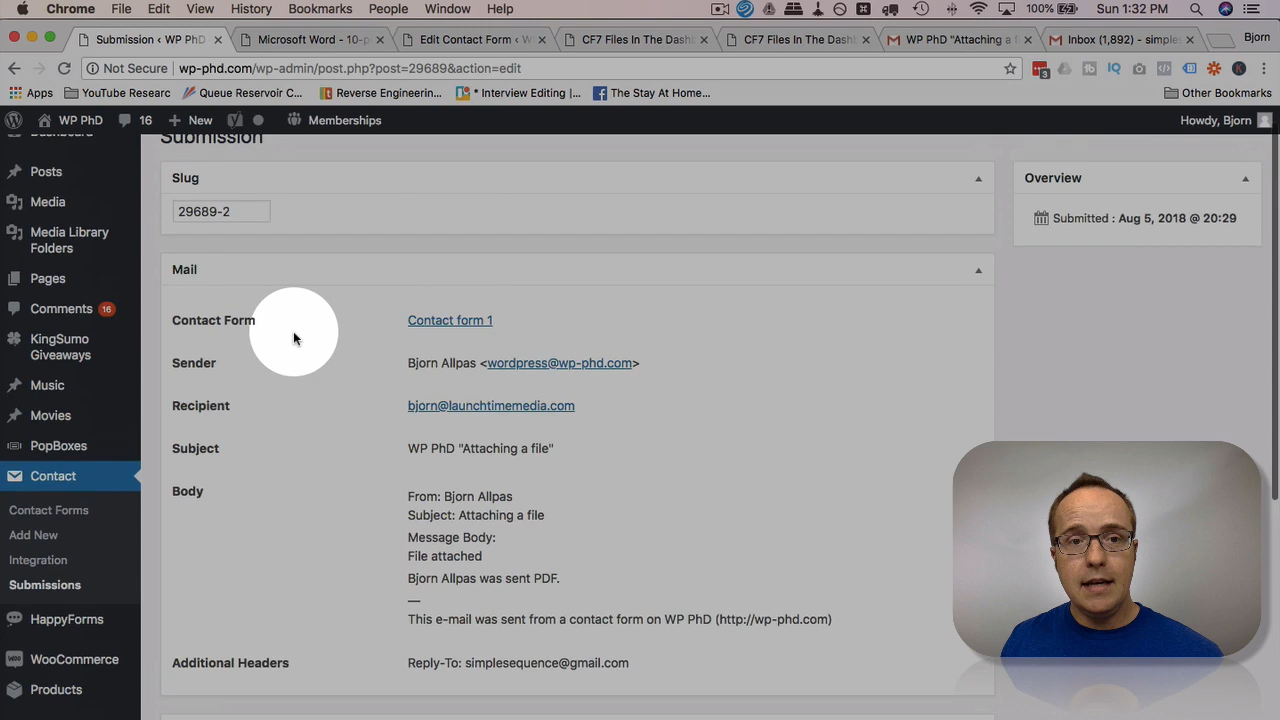 Chrome File Edit View History Bookmarks People Window Help 100% Sun 1:32 PM
Submission ‹ WP PhD Microsoft Word - 10-p Edit Contact Form ‹ W CF7 Files In The Dashb CF7 Files In The Dashb WP PhD "Attaching a f Inbox (1,892) - simples Bjorn
Not Secure wp-phd.com/wp-admin/post.php?post=29689&action=edit 3
Apps YouTube Researc Queue Reservoir C... Reverse Engineerin... * Interview Editing |... The Stay At Home... Other Bookmarks
WP PhD 16 New Memberships Howdy, Bjorn
Dashboard
Posts
Media
Media Library
Folders
Pages
Comments 16
KingSumo
Giveaways
Music
Movies
PopBoxes
Contact
Contact Forms
Add New
Integration
Submissions
HappyForms
WooCommerce
Products
Submission
Slug
29689-2
Mail
Contact Form Contact form 1
Sender Bjorn Allpas <wordpress@wp-phd.com>
Recipient bjorn@launchtimemedia.com
Subject WP PhD "Attaching a file"
Body From: Bjorn Allpas
Subject: Attaching a file
Message Body:
File attached
Bjorn Allpas was sent PDF.
—
This e-mail was sent from a contact form on WP PhD (http://wp-phd.com)
Additional Headers Reply-To: simplesequence@gmail.com
Overview
Submitted : Aug 5, 2018 @ 20:29